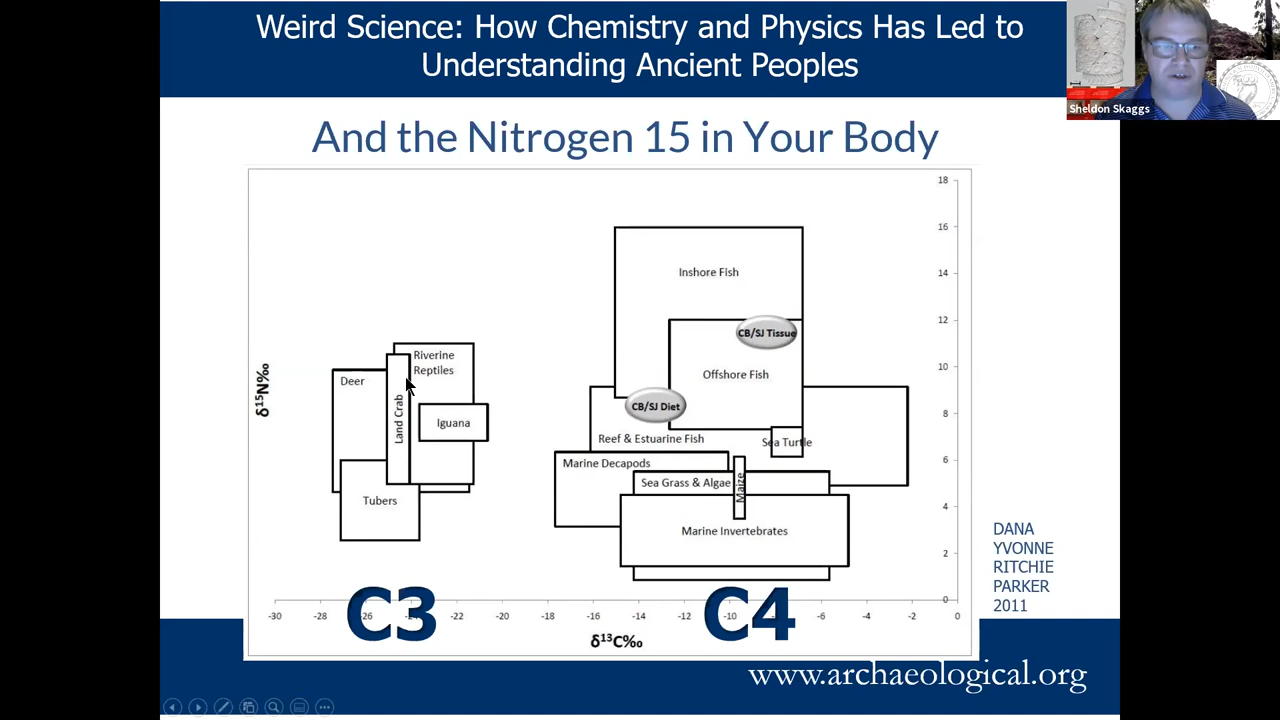 Weird Science: How Chemistry and Physics Has Led to
Understanding Ancient Peoples
Sheldon Skaggs
And the Nitrogen 15 in Your Body
18
16
14
12
10
8
6
4
2
0
δ¹⁵N‰
Inshore Fish
CB/SJ Tissue
Offshore Fish
CB/SJ Diet
Riverine
Reptiles
Deer
Land Crab
Iguana
Tubers
Reef & Estuarine Fish
Sea Turtle
Marine Decapods
Sea Grass & Algae
Maize
Marine Invertebrates
C3
C4
-30 -28 -26 -24 -22 -20 -18 -16 -14 -12 -10 -8 -6 -4 -2 0
δ¹³C‰
DANA
YVONNE
RITCHIE
PARKER
2011
www.archaeological.org